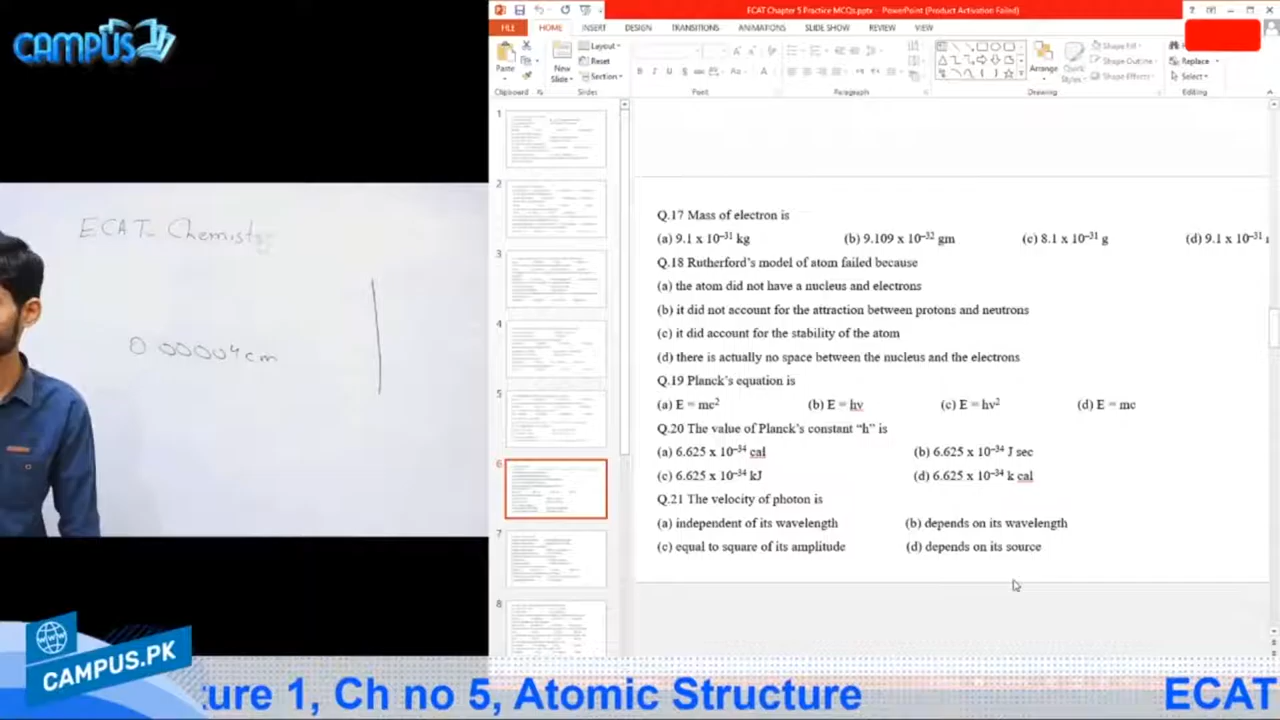 CAMPUS
ECAT Chapter 5 Practice MCQs.pptx - PowerPoint (Product Activation Failed)
FILE HOME INSERT DESIGN TRANSITIONS ANIMATIONS SLIDE SHOW REVIEW VIEW
Paste
New
Slide
Layout
Reset
Section
Arrange
Quick
Styles
Shape Fill
Shape Outline
Shape Effects
Replace
Select
Clipboard Slides Font Paragraph Drawing Editing
1
2
3
4
5
6
7
8
Q.17 Mass of electron is
(a) 9.1 x 10⁻³¹ kg (b) 9.109 x 10⁻³² gm (c) 8.1 x 10⁻³¹ g (d) 9.1 x 10⁻³¹
Q.18 Rutherford's model of atom failed because
(a) the atom did not have a nucleus and electrons
(b) it did not account for the attraction between protons and neutrons
(c) it did account for the stability of the atom
(d) there is actually no space between the nucleus and the electrons
Q.19 Planck's equation is
(a) E = mc² (b) E = hv (c) E = hv² (d) E = mc
Q.20 The value of Planck's constant “h” is
(a) 6.625 x 10⁻³⁴ cal (b) 6.625 x 10⁻³⁴ J sec
(c) 6.625 x 10⁻³⁴ kJ (d) 6.625 x 10⁻³⁴ k cal
Q.21 The velocity of photon is
(a) independent of its wavelength (b) depends on its wavelength
(c) equal to square of its amplitude (d) depends on its source
CAMPUS.PK
ure no 5, Atomic Structure ECAT